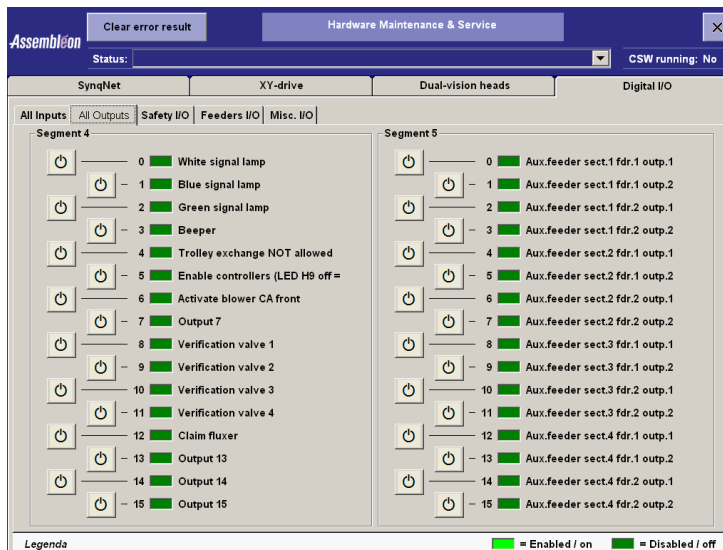 Clear error result
Hardware Maintenance & Service
Assembléon
Status:
CSW running: No
SynqNet
XY-drive
Dual-vision heads
Digital I/O
All Inputs
All Outputs
Safety I/O
Feeders I/O
Misc. I/O
Segment 4
0 White signal lamp
1 Blue signal lamp
2 Green signal lamp
3 Beeper
4 Trolley exchange NOT allowed
5 Enable controllers (LED H9 off =
6 Activate blower CA front
7 Output 7
8 Verification valve 1
9 Verification valve 2
10 Verification valve 3
11 Verification valve 4
12 Claim fluxer
13 Output 13
14 Output 14
15 Output 15
Segment 5
0 Aux.feeder sect.1 fdr.1 outp.1
1 Aux.feeder sect.1 fdr.1 outp.2
2 Aux.feeder sect.1 fdr.2 outp.1
3 Aux.feeder sect.1 fdr.2 outp.2
4 Aux.feeder sect.2 fdr.1 outp.1
5 Aux.feeder sect.2 fdr.1 outp.2
6 Aux.feeder sect.2 fdr.2 outp.1
7 Aux.feeder sect.2 fdr.2 outp.2
8 Aux.feeder sect.3 fdr.1 outp.1
9 Aux.feeder sect.3 fdr.1 outp.2
10 Aux.feeder sect.3 fdr.2 outp.1
11 Aux.feeder sect.3 fdr.2 outp.2
12 Aux.feeder sect.4 fdr.1 outp.1
13 Aux.feeder sect.4 fdr.1 outp.2
14 Aux.feeder sect.4 fdr.2 outp.1
15 Aux.feeder sect.4 fdr.2 outp.2
Legenda
= Enabled / on
= Disabled / off